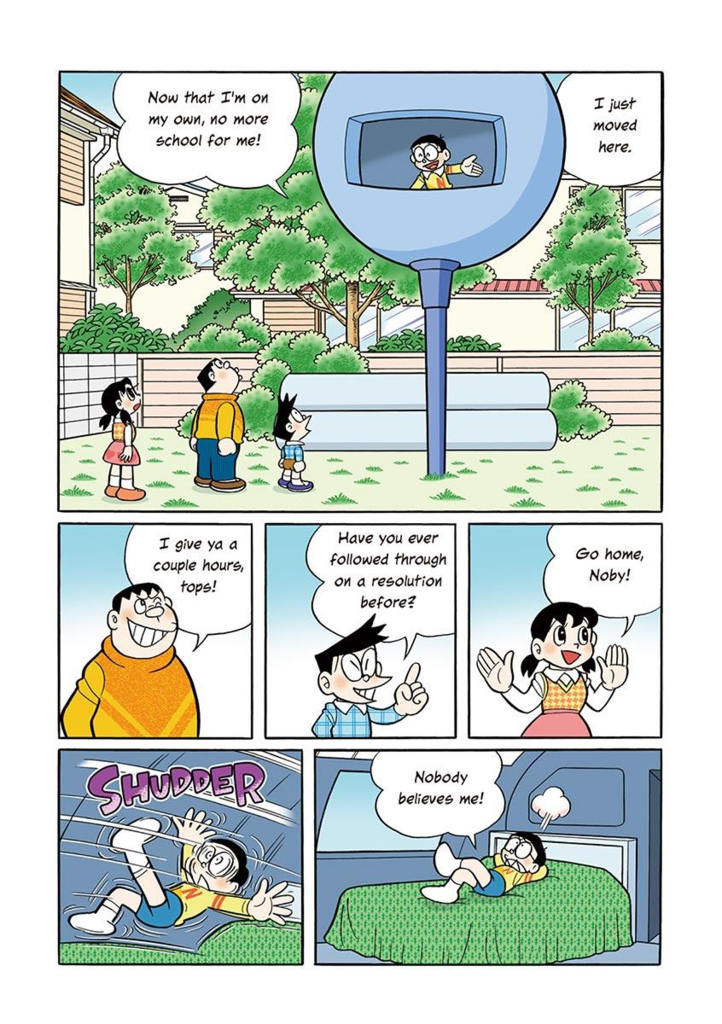 Now that I'm on
my own, no more
school for me!
I just
moved
here.
N
I give ya a
couple hours,
tops!
Have you ever
followed through
on a resolution
before?
Go home,
Noby!
SHUDDER
N
Nobody
believes me!
N